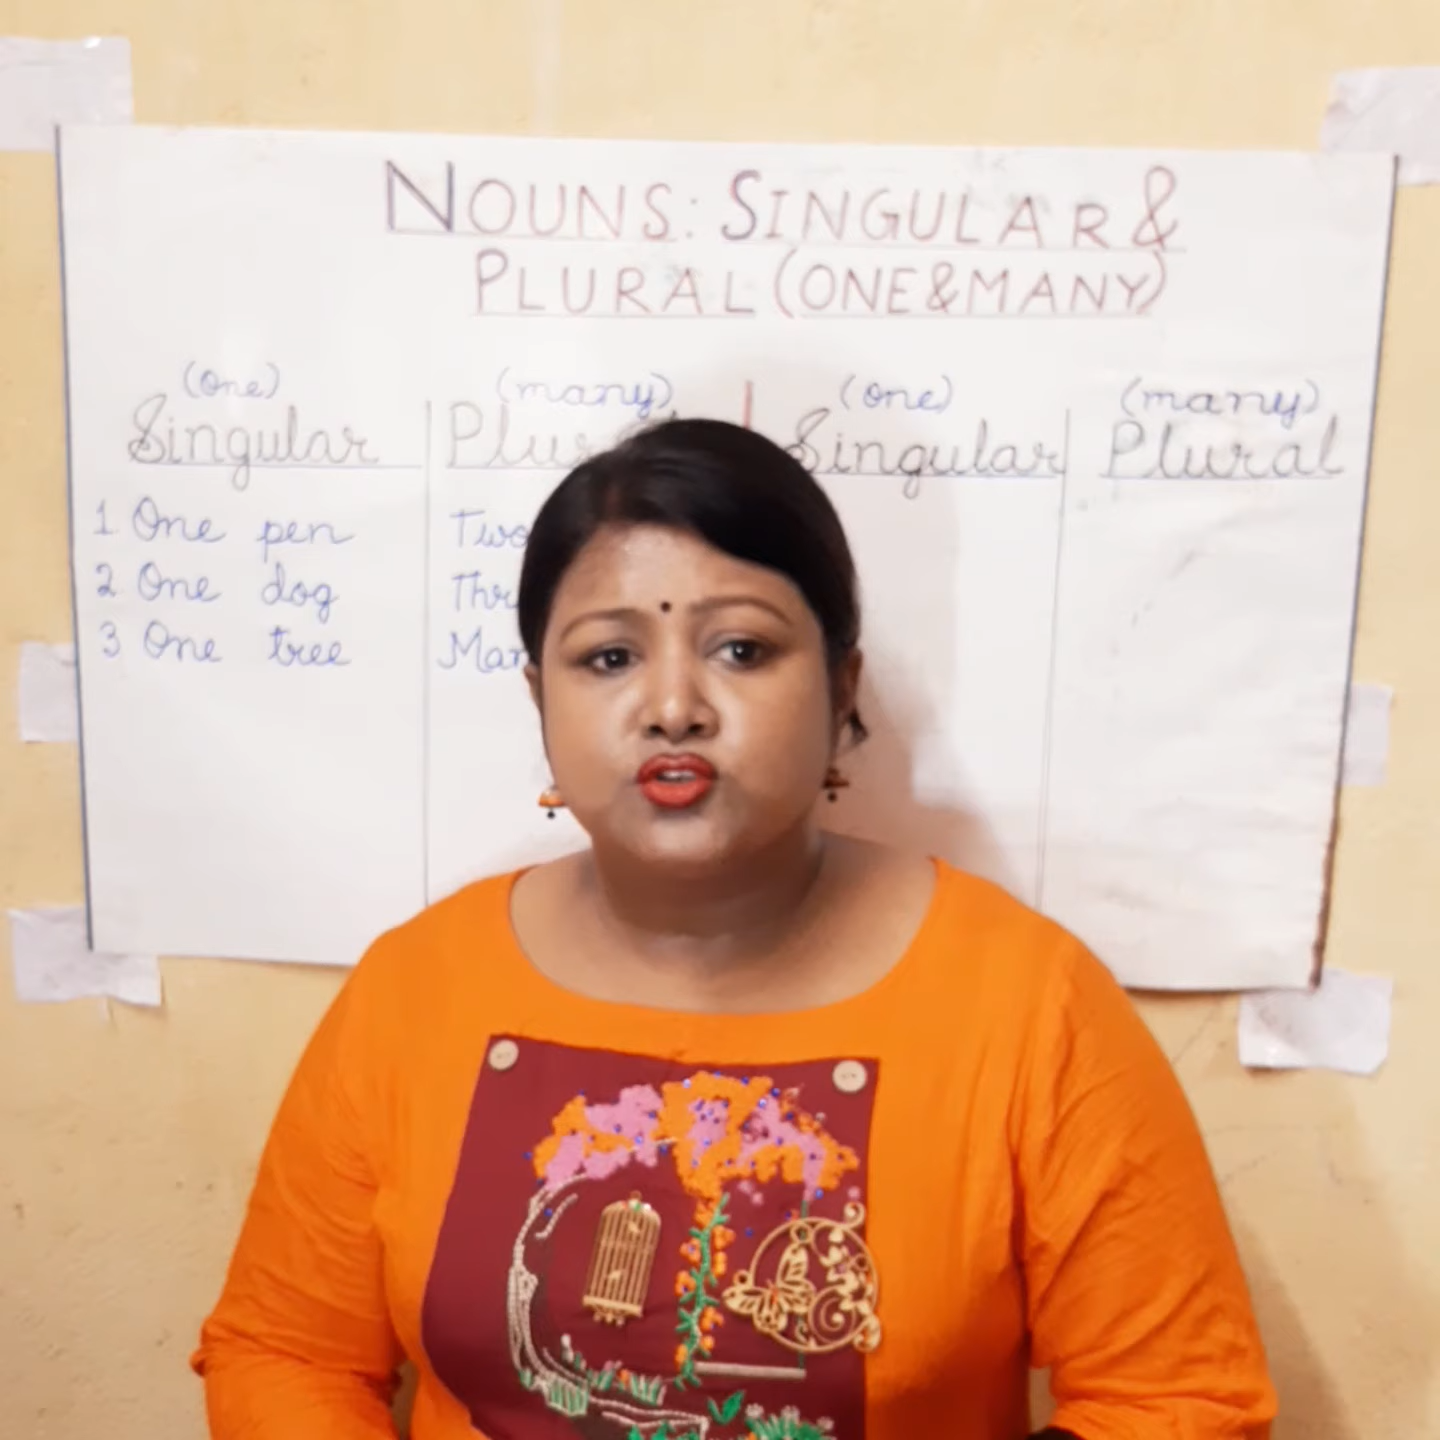 NOUNS: SINGULAR &
PLURAL (ONE & MANY)
(One) (many) (One) (many)
Singular Singular Plural
1. One pen
2. One dog
3 One tree